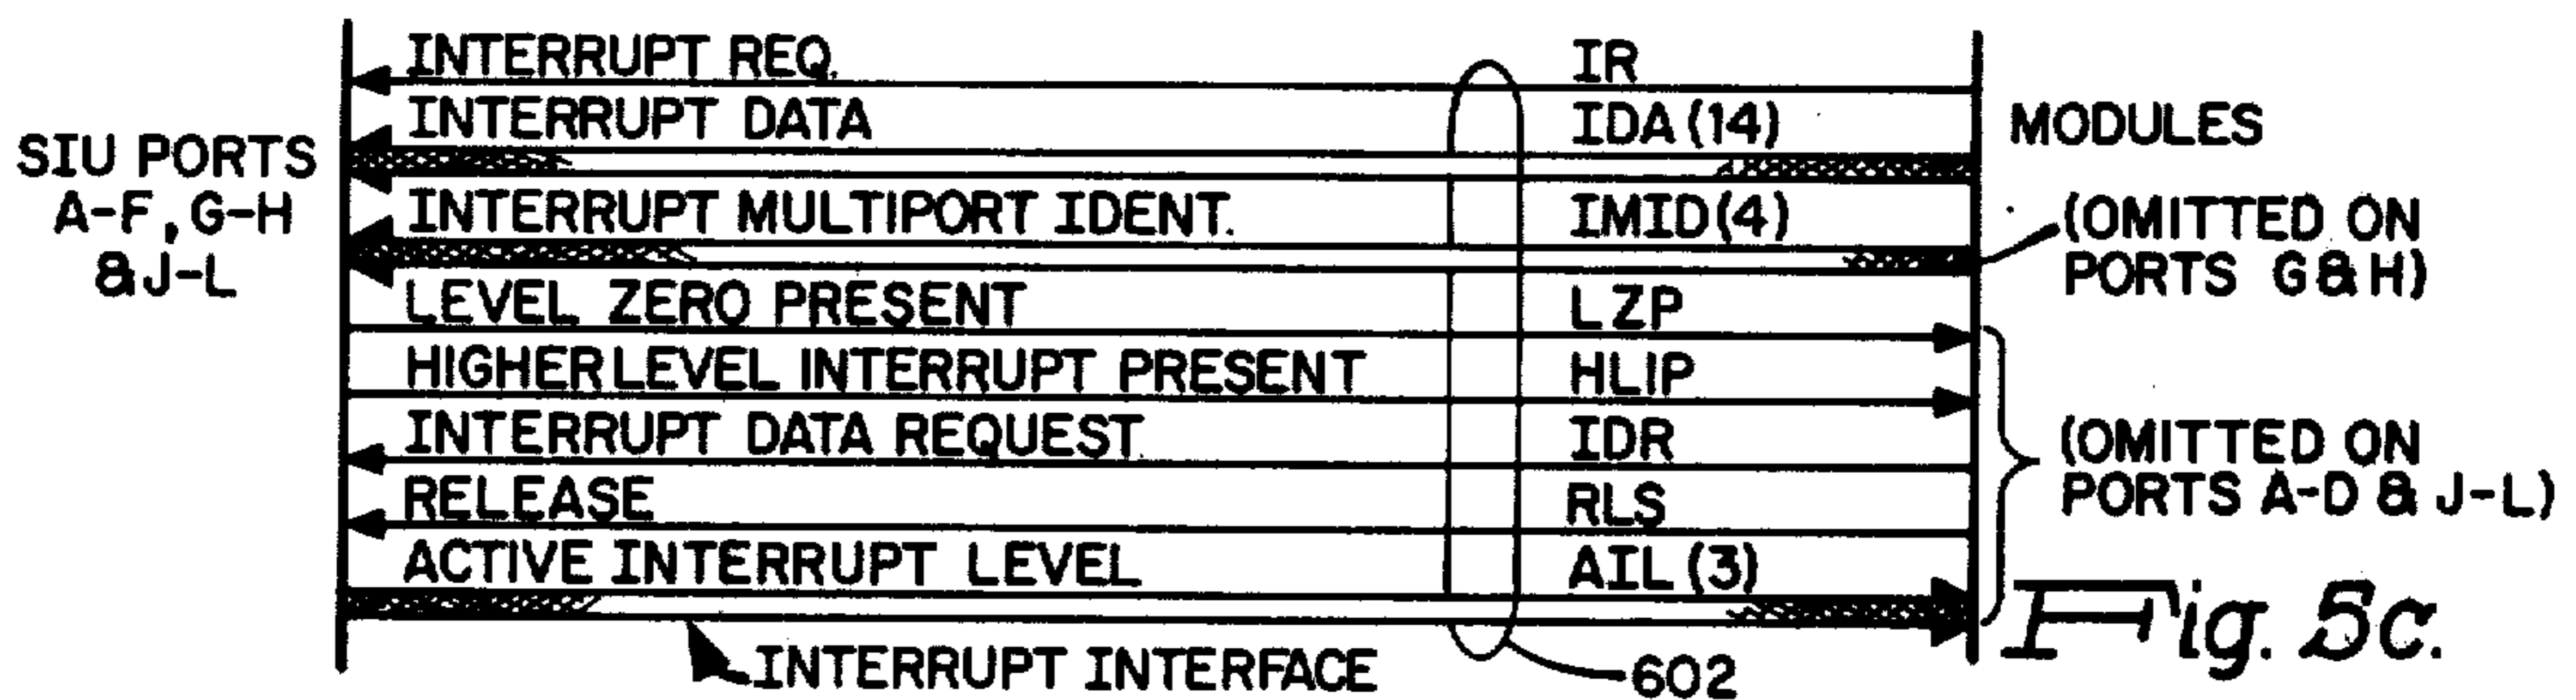 INTERRUPT REQ. IR
INTERRUPT DATA IDA (14)
SIU PORTS
A-F, G-H
& J-L
MODULES
INTERRUPT MULTIPORT IDENT. IMID (4)
(OMITTED ON
PORTS G & H)
LEVEL ZERO PRESENT LZP
HIGHER LEVEL INTERRUPT PRESENT HLIP
INTERRUPT DATA REQUEST IDR
RELEASE RLS
(OMITTED ON
PORTS A-D & J-L)
ACTIVE INTERRUPT LEVEL AIL (3)
INTERRUPT INTERFACE
602
Fig. 5c.